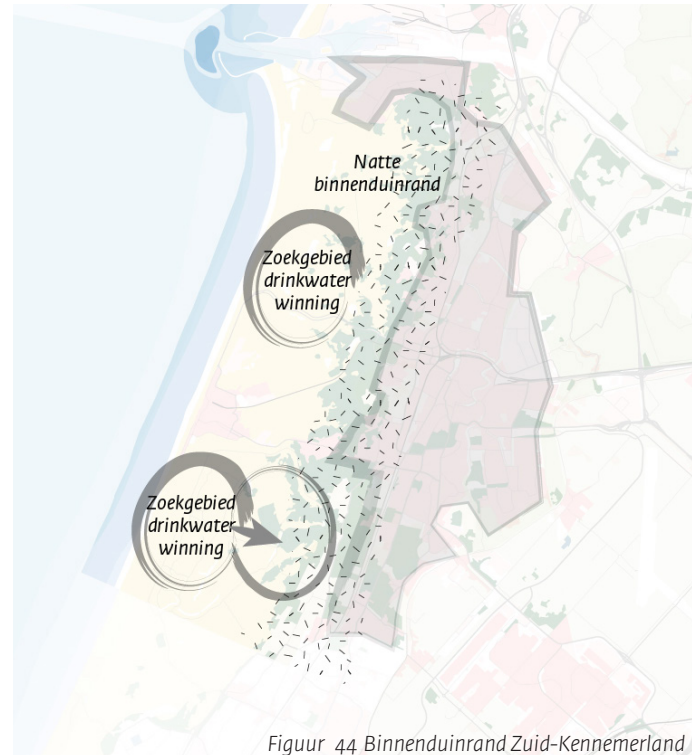 Natte
binnenduinrand
Zoekgebied
drinkwater
winning
Zoekgebied
drinkwater
winning
Figuur 44 Binnenduinrand Zuid-Kennemerland